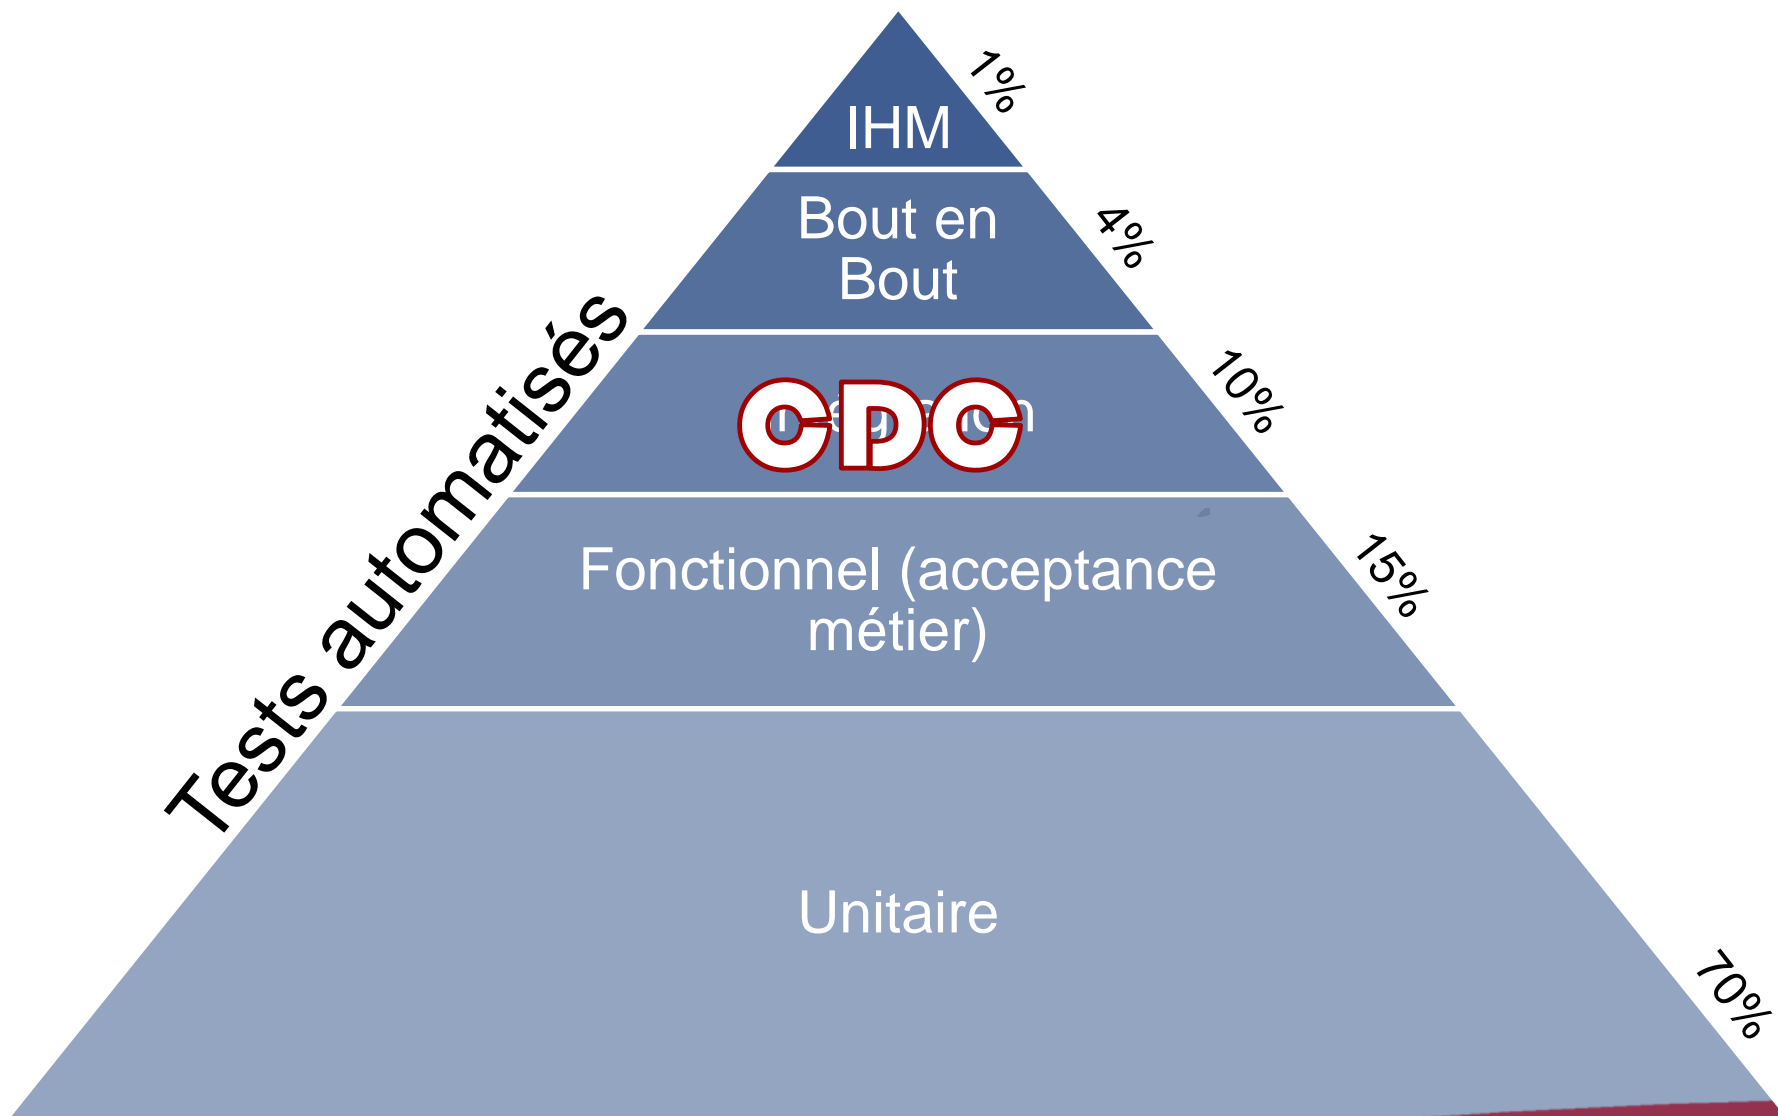 1%
IHM
4%
Bout en
Bout
10%
CDC
15%
Fonctionnel (acceptance
métier)
Tests automatisés
Unitaire
70%